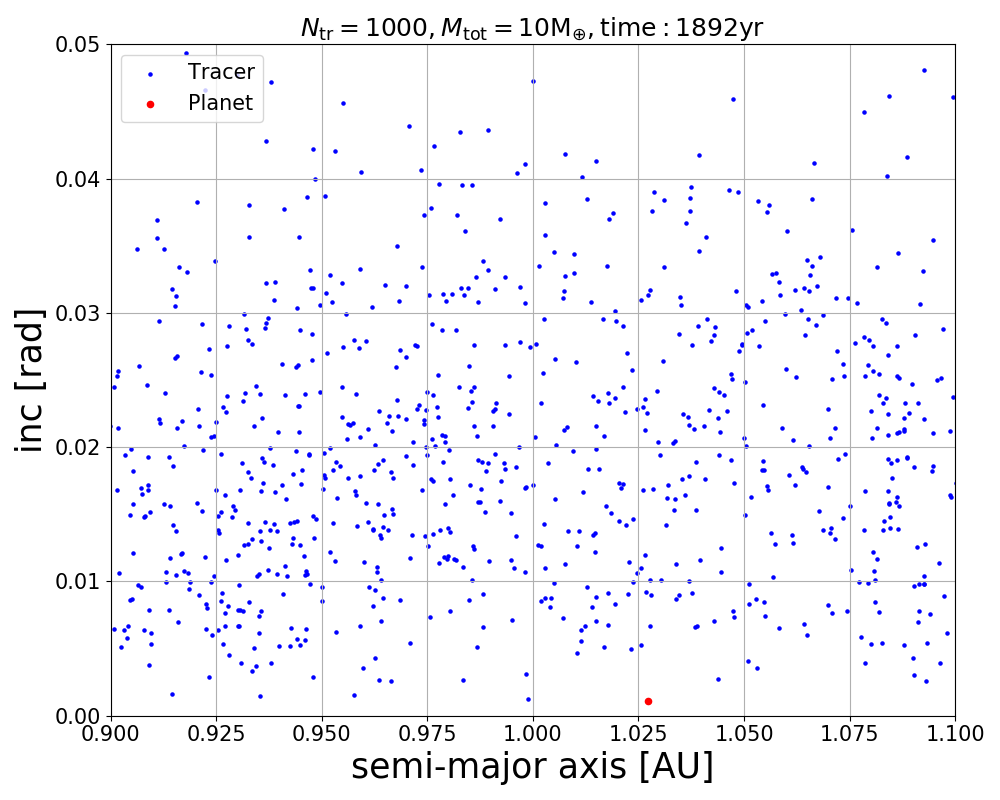 N_tr = 1000, M_tot = 10M_⊕, time : 1892yr
Tracer
Planet
inc [rad]
0.05
0.04
0.03
0.02
0.01
0.00
0.900 0.925 0.950 0.975 1.000 1.025 1.050 1.075 1.100
semi-major axis [AU]